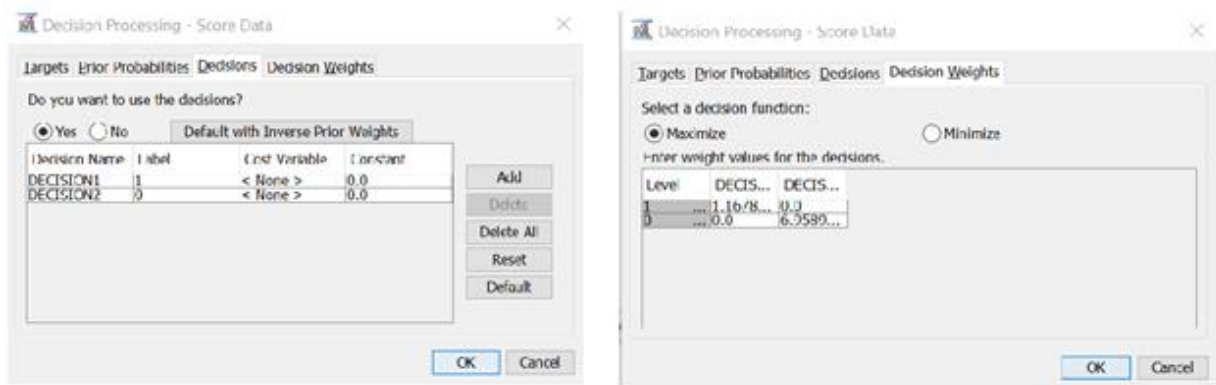 Decision Processing - Score Data
Targets Prior Probabilities Decisions Decision Weights
Do you want to use the decisions?
Yes No Default with Inverse Prior Weights
Decision Name Label Cost Variable Constant
DECISION1 1 < None > 0.0
DECISION2 0 < None > 0.0
Add
Delete
Delete All
Reset
Default
OK Cancel
Decision Processing - Score Data
Targets Prior Probabilities Decisions Decision Weights
Select a decision function:
Maximize Minimize
Enter weight values for the decisions.
Level DECIS... DECIS...
1 ... 1.1678... 0.0
0 ... 0.0
OK Cancel